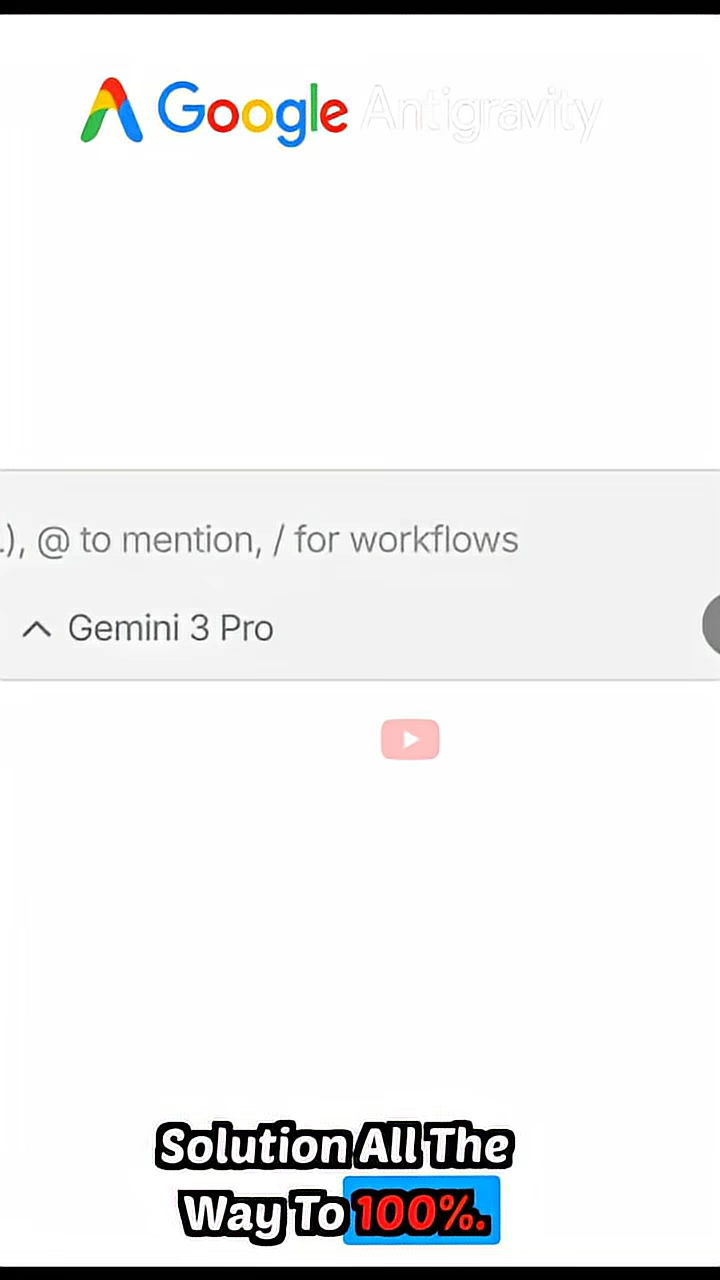 Google Antigravity
.), @ to mention, / for workflows
Gemini 3 Pro
Solution All The
Way To 100%.